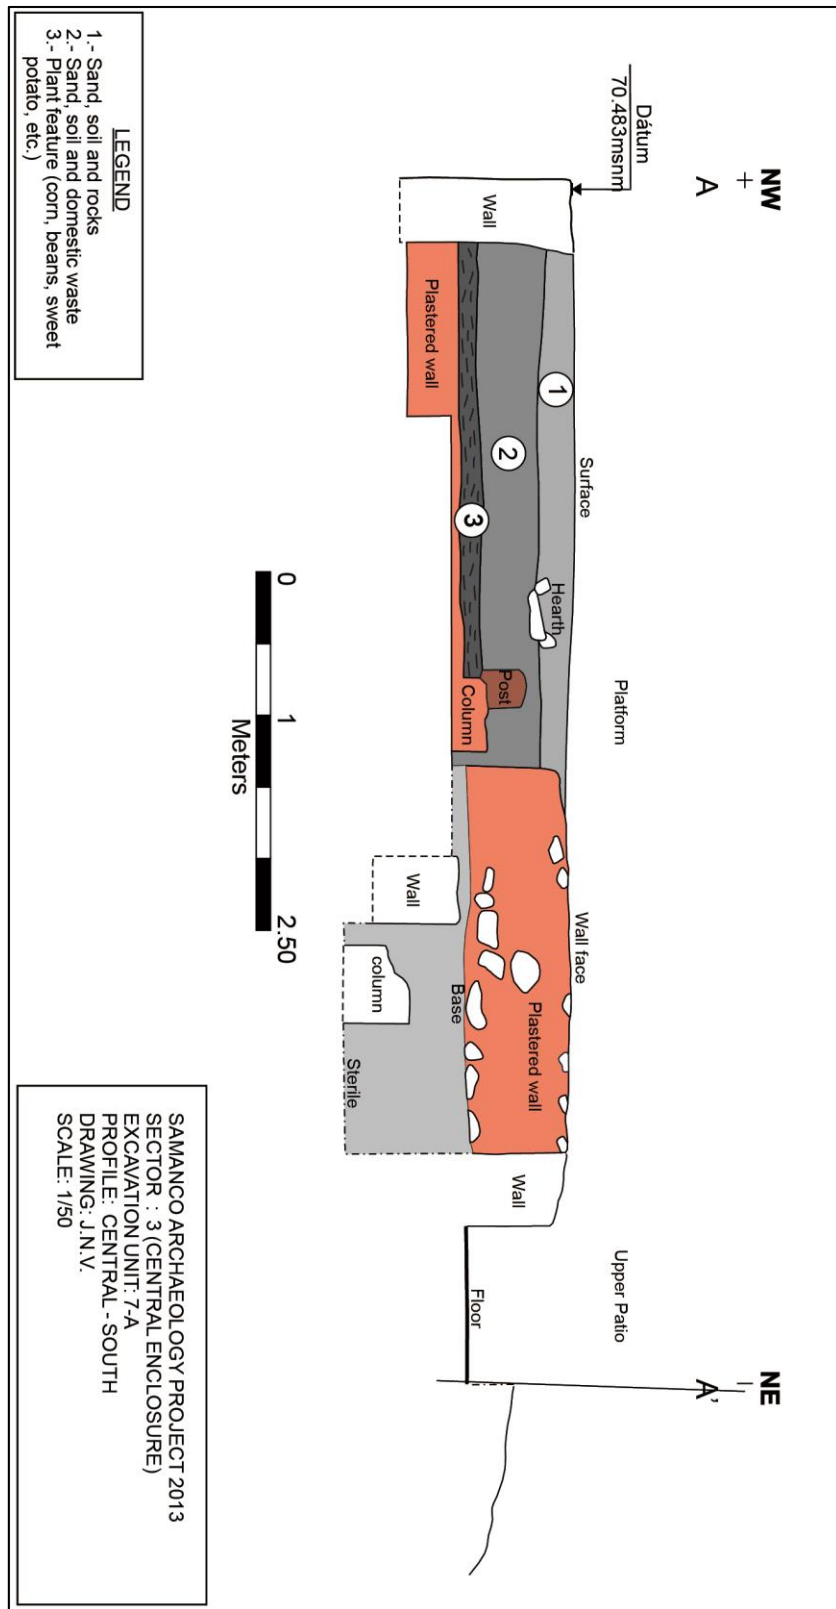 NW
+
A
NE
–
A'
Dátum
70.483msnm
Surface
Platform
Wall face
Upper Patio
Wall
1
2
3
Hearth
Post
Column
Plastered wall
Plastered wall
Base
Wall
column
Sterile
Wall
Floor
0
1
2.50
Meters
LEGEND
1.- Sand, soil and rocks
2.- Sand, soil and domestic waste
3.- Plant feature (corn, beans, sweet
potato, etc.)
SAMANCO ARCHAEOLOGY PROJECT 2013
SECTOR : 3 (CENTRAL ENCLOSURE)
EXCAVATION UNIT: 7-A
PROFILE: CENTRAL - SOUTH
DRAWING: J.N.V.
SCALE: 1/50